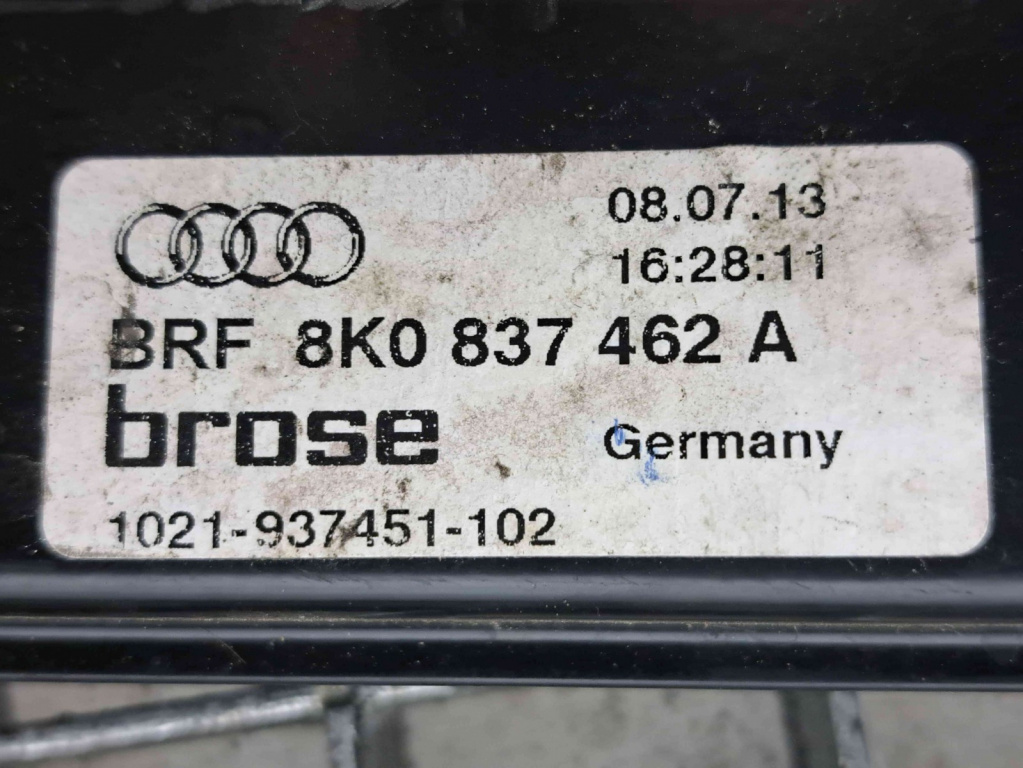 08.07.13
16:28:11
BRF 8K0 837 462 A
brose Germany
1021-937451-102